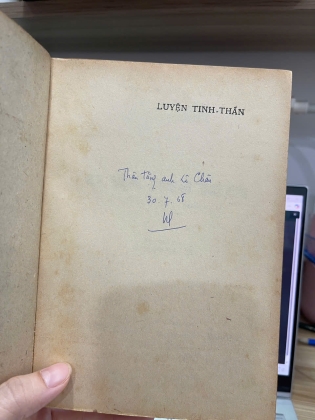 LUYỆN TINH-THẦN
Thân tặng anh Lê Châu
30.7.68